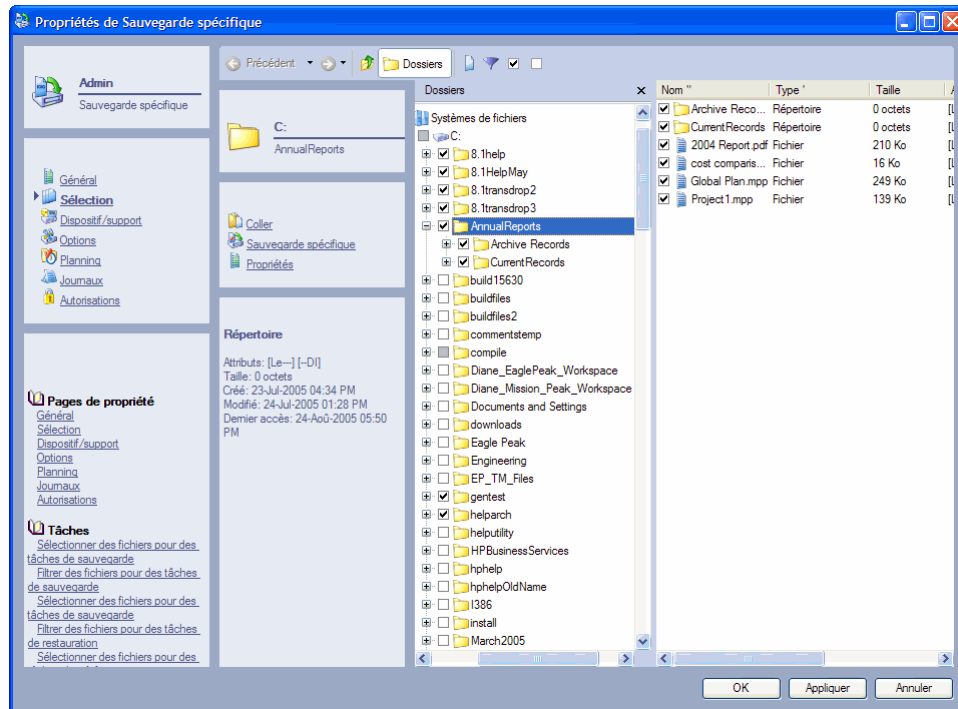 Propriétés de Sauvegarde spécifique
Admin
Sauvegarde spécifique
Général
Sélection
Dispositif/support
Options
Planning
Journaux
Autorisations
Pages de propriété
Général
Sélection
Dispositif/support
Options
Planning
Journaux
Autorisations
Tâches
Sélectionner des fichiers pour des
tâches de sauvegarde
Filtrer des fichiers pour des tâches
de sauvegarde
Sélectionner des fichiers pour des
tâches de sauvegarde
Filtrer des fichiers pour des tâches
de restauration
Sélectionner des fichiers pour des
Précédent
Dossiers
C:
AnnualReports
Coller
Sauvegarde spécifique
Propriétés
Répertoire
Attributs: [Le---] [--DI]
Taille: 0 octets
Créé: 23-Jul-2005 04:34 PM
Modifié: 24-Jul-2005 01:28 PM
Dernier accès: 24-Aoû-2005 05:50
PM
Dossiers
Systèmes de fichiers
C:
8.1help
8.1HelpMay
8.1transdrop2
8.1transdrop3
AnnualReports
Archive Records
CurrentRecords
build15630
buildfiles
buildfiles2
commentstemp
compile
Diane_EaglePeak_Workspace
Diane_Mission_Peak_Workspace
Documents and Settings
downloads
Eagle Peak
Engineering
EP_TM_Files
gentest
helparch
helputility
HPBusinessServices
hphelp
hphelpOldName
I386
install
March2005
Nom Type Taille
Archive Reco... Répertoire 0 octets
CurrentRecords Répertoire 0 octets
2004 Report.pdf Fichier 210 Ko
cost comparis... Fichier 16 Ko
Global Plan.mpp Fichier 249 Ko
Project1.mpp Fichier 139 Ko
OK Appliquer Annuler